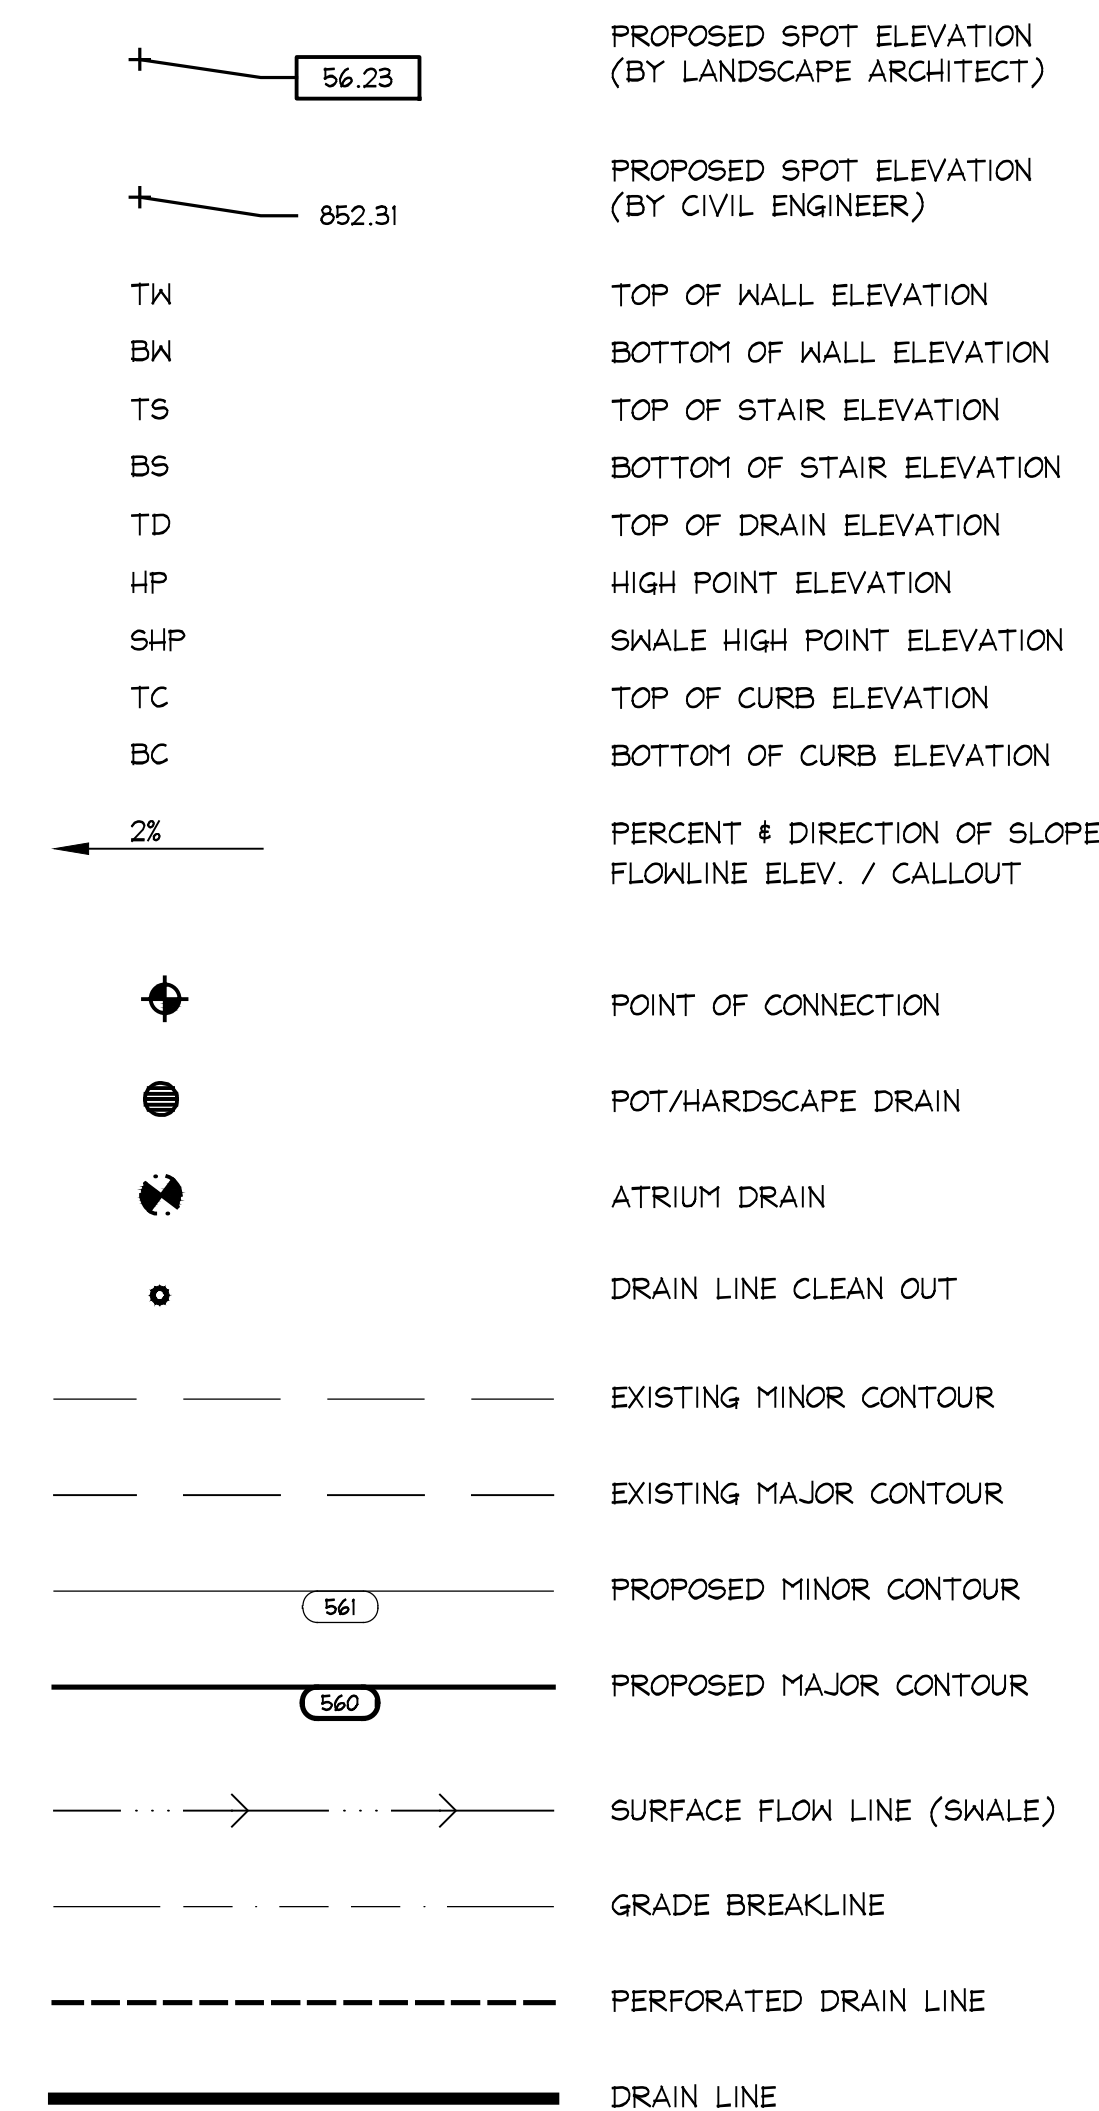 56.23
PROPOSED SPOT ELEVATION
(BY LANDSCAPE ARCHITECT)
852.31
PROPOSED SPOT ELEVATION
(BY CIVIL ENGINEER)
TW TOP OF WALL ELEVATION
BW BOTTOM OF WALL ELEVATION
TS TOP OF STAIR ELEVATION
BS BOTTOM OF STAIR ELEVATION
TD TOP OF DRAIN ELEVATION
HP HIGH POINT ELEVATION
SHP SWALE HIGH POINT ELEVATION
TC TOP OF CURB ELEVATION
BC BOTTOM OF CURB ELEVATION
2% PERCENT & DIRECTION OF SLOPE
FLOWLINE ELEV. / CALLOUT
POINT OF CONNECTION
POT/HARDSCAPE DRAIN
ATRIUM DRAIN
DRAIN LINE CLEAN OUT
EXISTING MINOR CONTOUR
EXISTING MAJOR CONTOUR
561 PROPOSED MINOR CONTOUR
560 PROPOSED MAJOR CONTOUR
SURFACE FLOW LINE (SWALE)
GRADE BREAKLINE
PERFORATED DRAIN LINE
DRAIN LINE